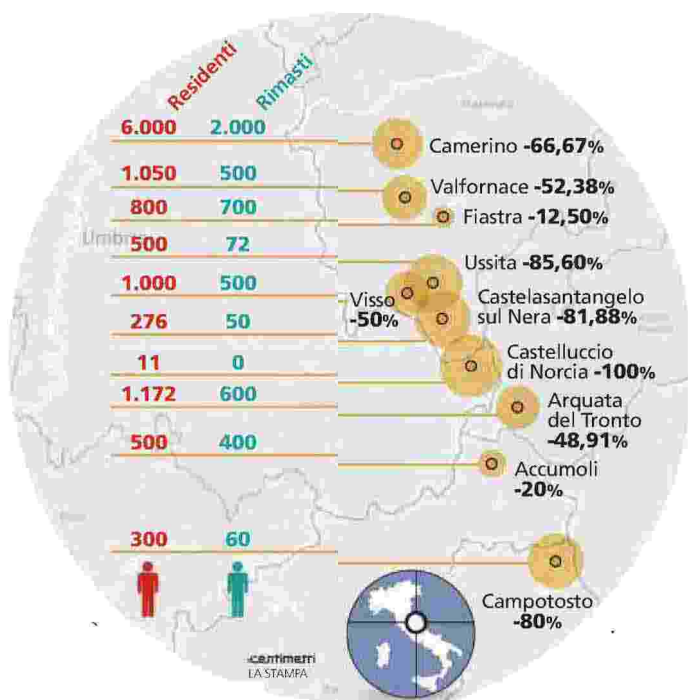 Residenti Rimasti
6.000 2.000
Camerino -66,67%
1.050 500
Valfornace -52,38%
800 700
Fiastra -12,50%
Umbria
500 72
Ussita -85,60%
1.000 500
Visso
-50%
Castelasantangelo
sul Nera -81,88%
276 50
Castelluccio
di Norcia -100%
11 0
1.172 600
Arquata
del Tronto
-48,91%
500 400
Accumoli
-20%
300 60
Campotosto
-80%
centimetri
LA STAMPA